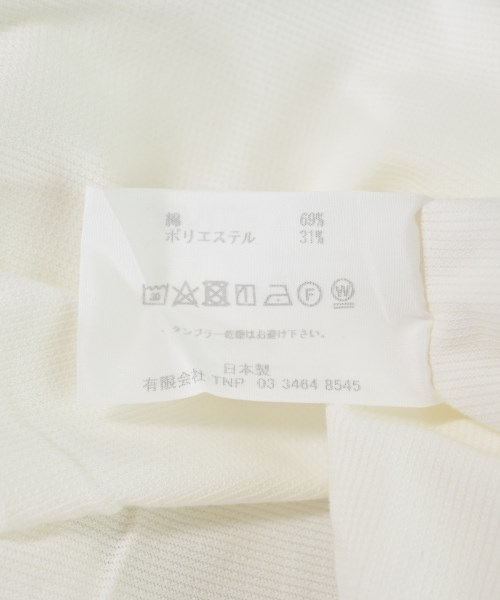 綿 69%
ポリエステル 31%
F W
・タンブラー乾燥はお避け下さい。
日本製
有限会社 TNP 03 3464 8545